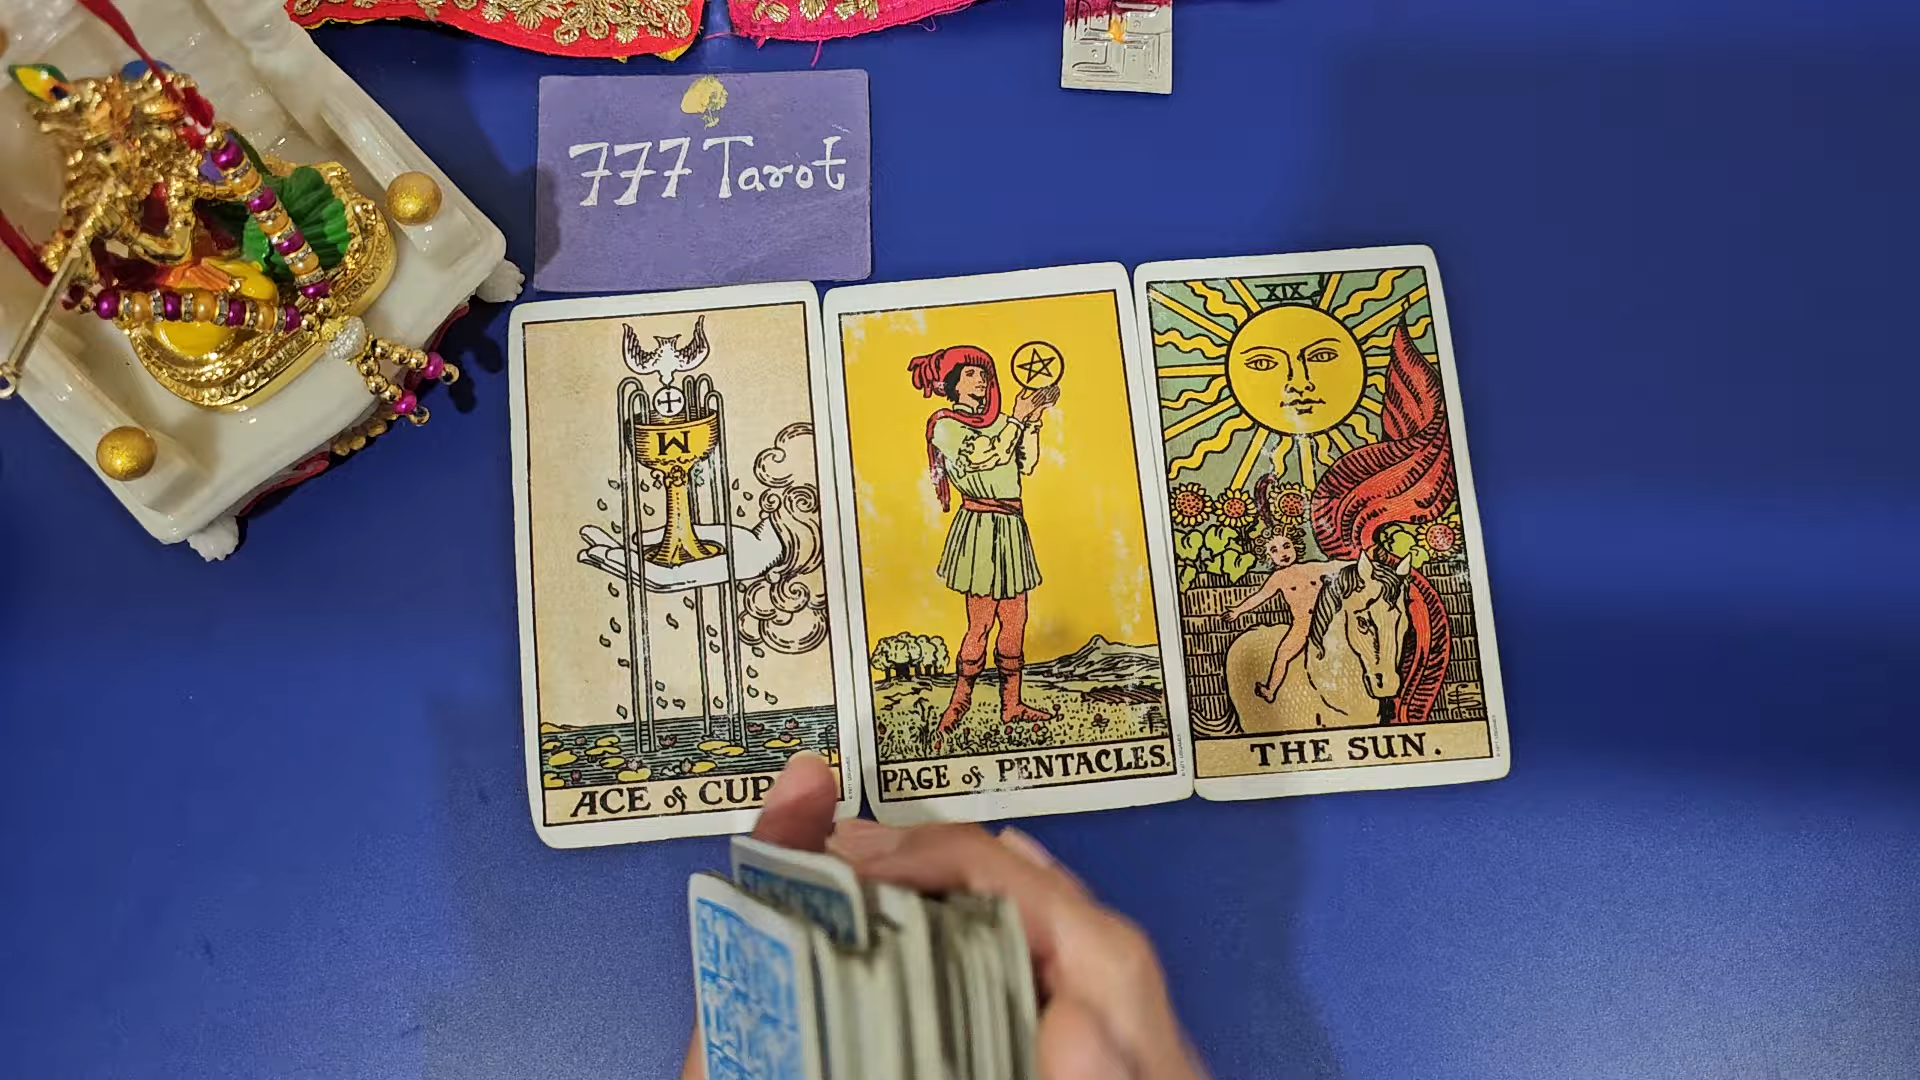 777 Tarot
XIX
W
ACE of CUP
PAGE of PENTACLES.
THE SUN.